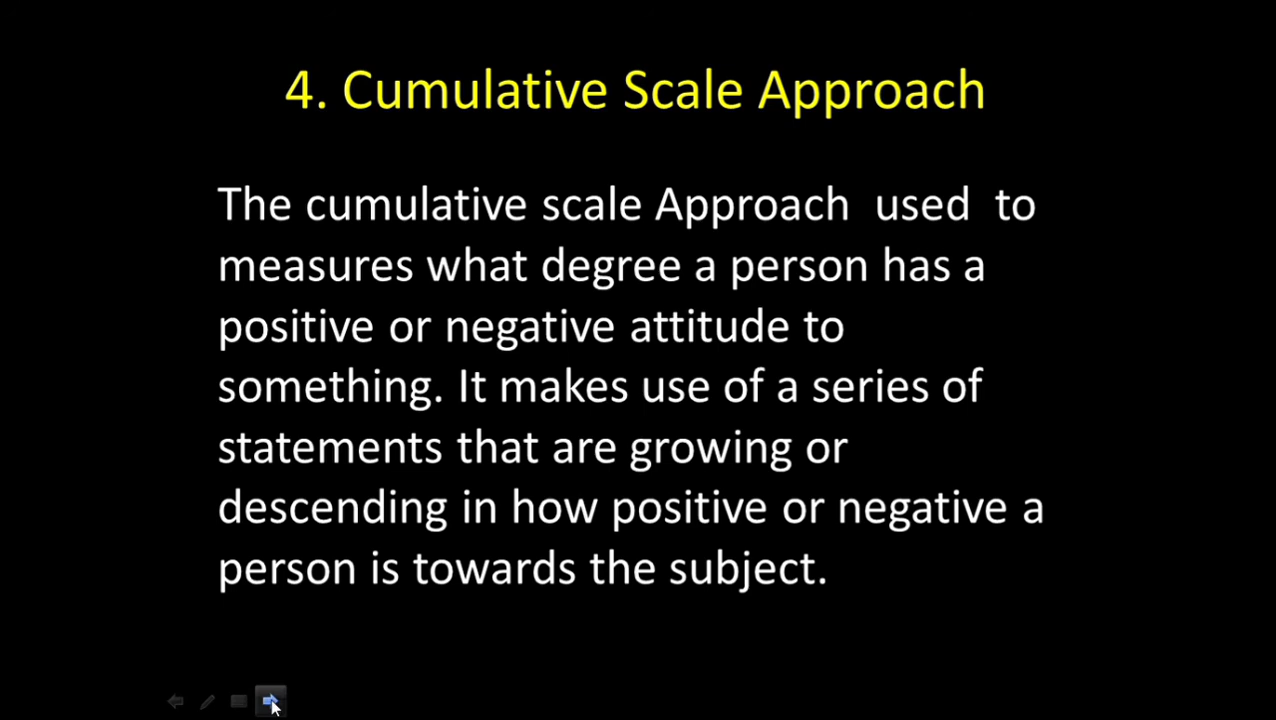 4. Cumulative Scale Approach
The cumulative scale Approach used to
measures what degree a person has a
positive or negative attitude to
something. It makes use of a series of
statements that are growing or
descending in how positive or negative a
person is towards the subject.